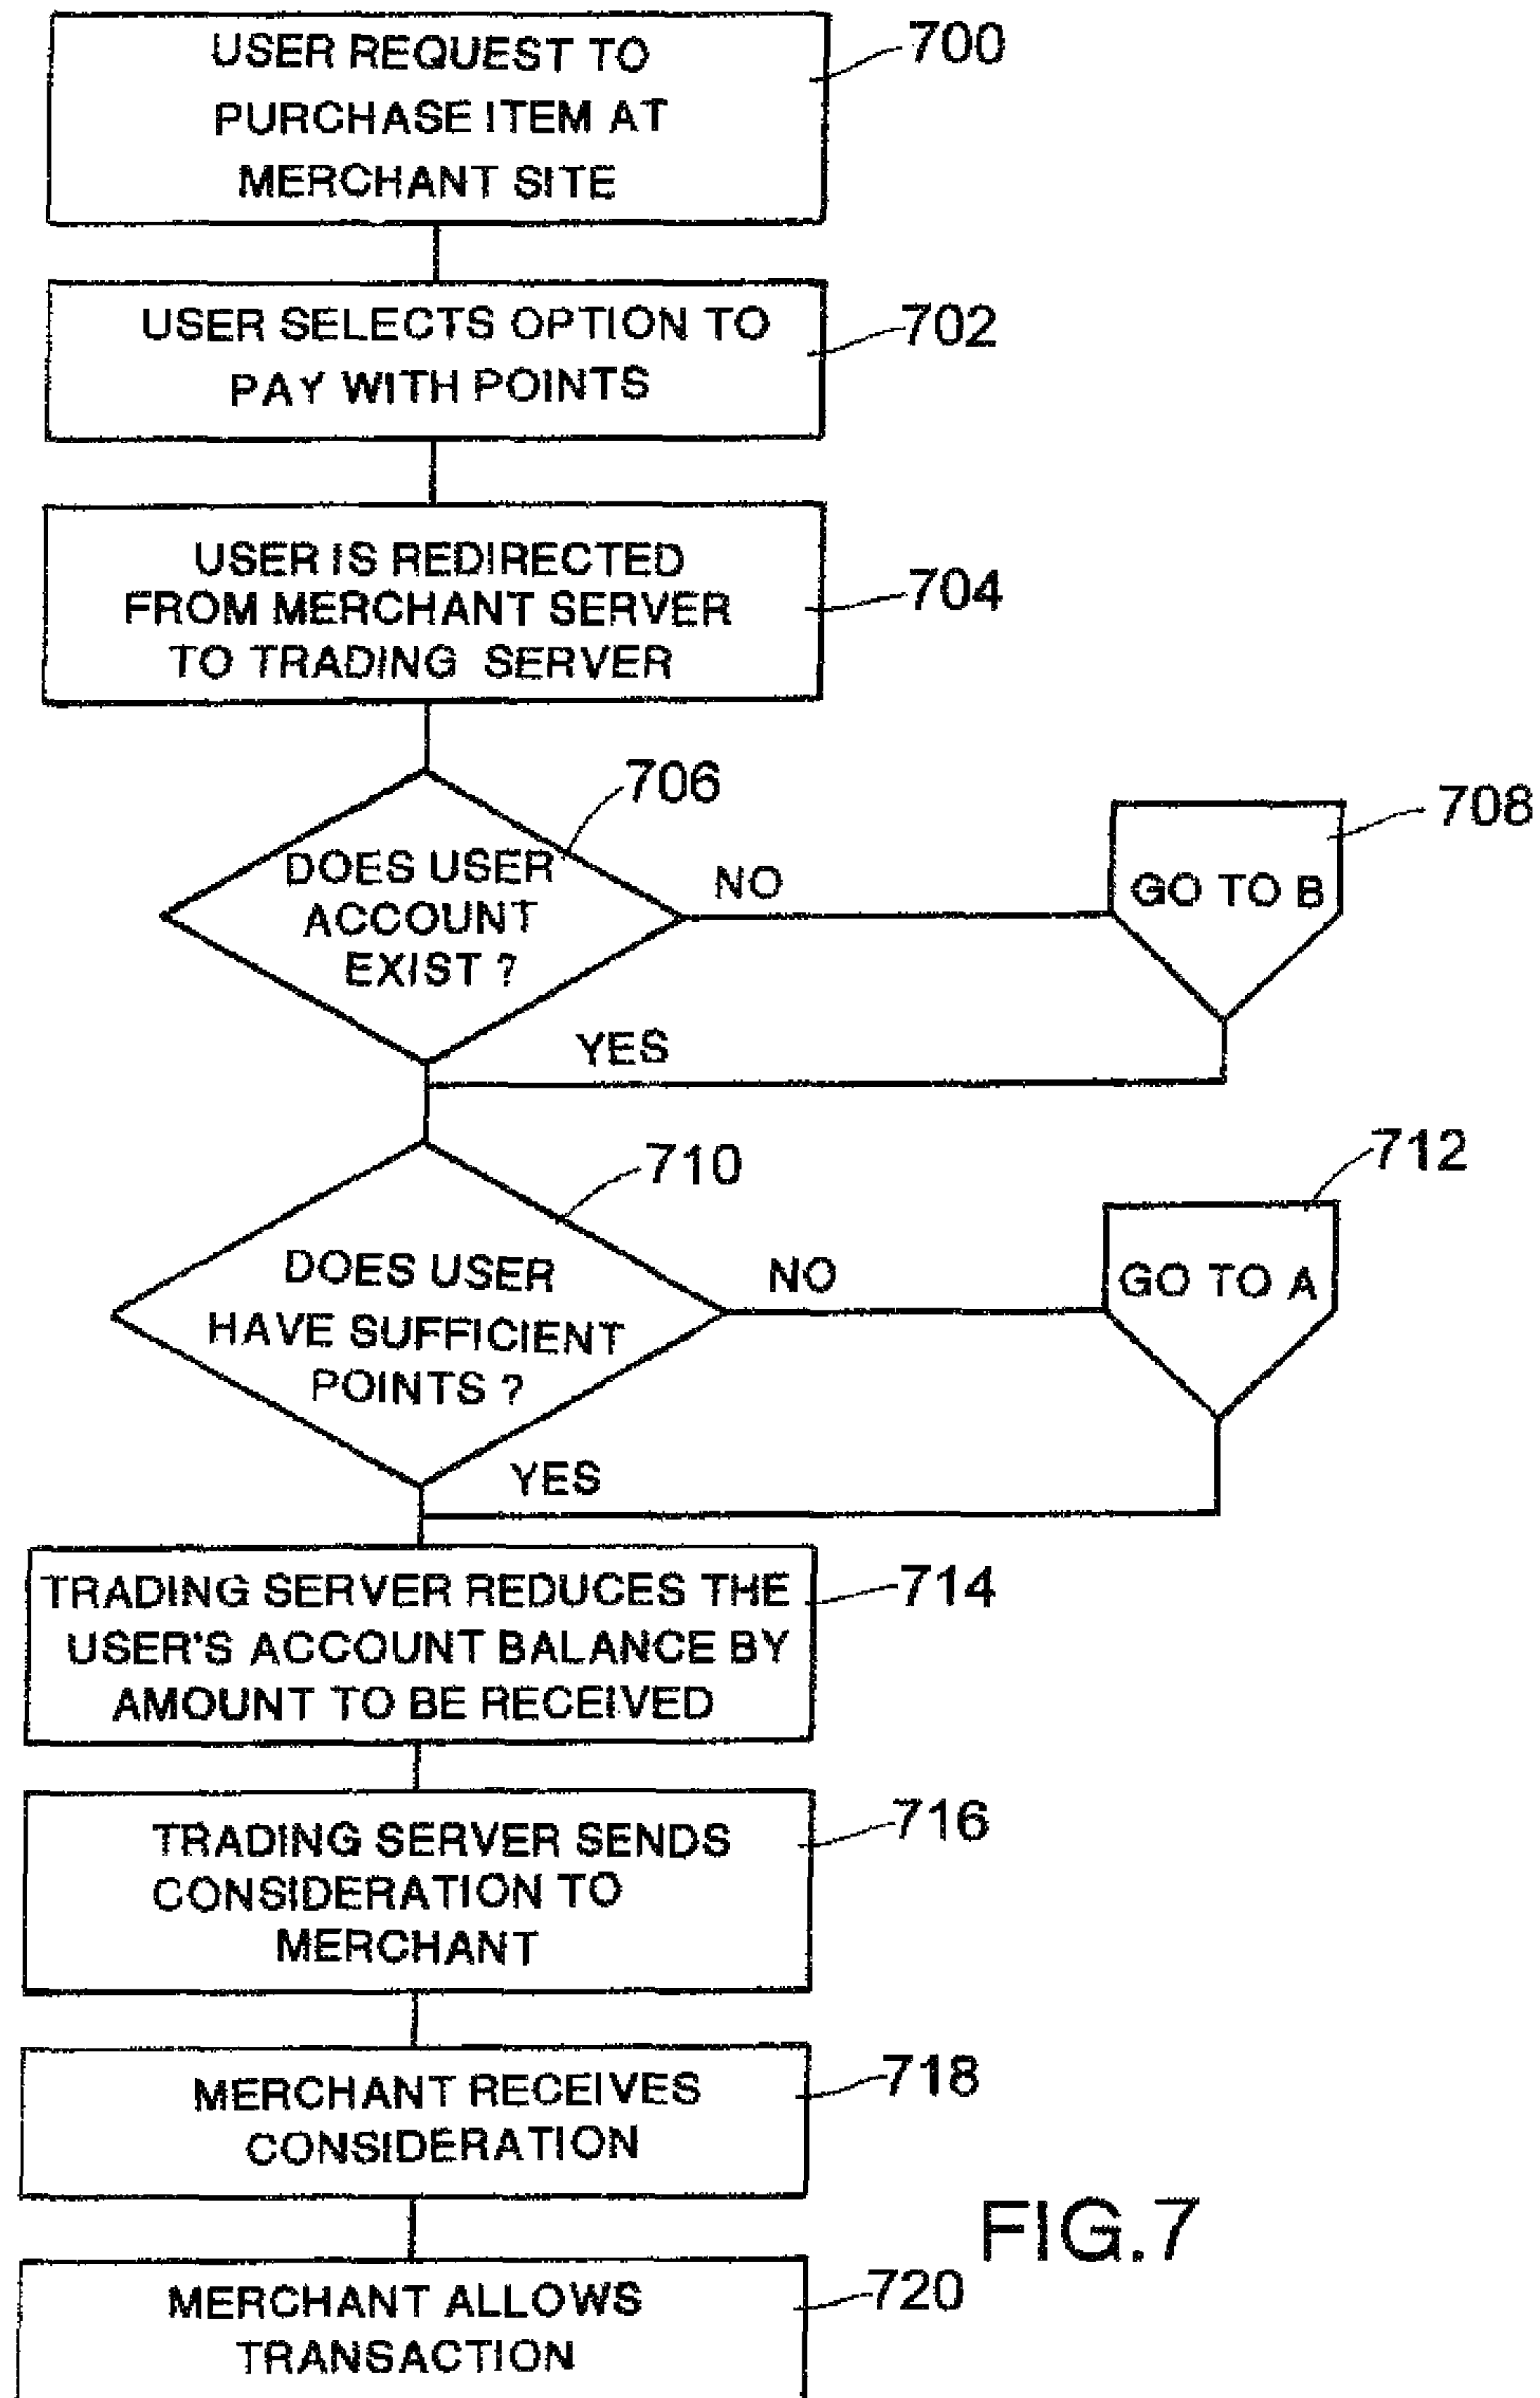 USER REQUEST TO
PURCHASE ITEM AT
MERCHANT SITE
700
USER SELECTS OPTION TO
PAY WITH POINTS
702
USER IS REDIRECTED
FROM MERCHANT SERVER
TO TRADING SERVER
704
706
DOES USER
ACCOUNT
EXIST ?
NO
708
GO TO B
YES
710
DOES USER
HAVE SUFFICIENT
POINTS ?
NO
712
GO TO A
YES
TRADING SERVER REDUCES THE
USER'S ACCOUNT BALANCE BY
AMOUNT TO BE RECEIVED
714
TRADING SERVER SENDS
CONSIDERATION TO
MERCHANT
716
MERCHANT RECEIVES
CONSIDERATION
718
MERCHANT ALLOWS
TRANSACTION
720
FIG.7